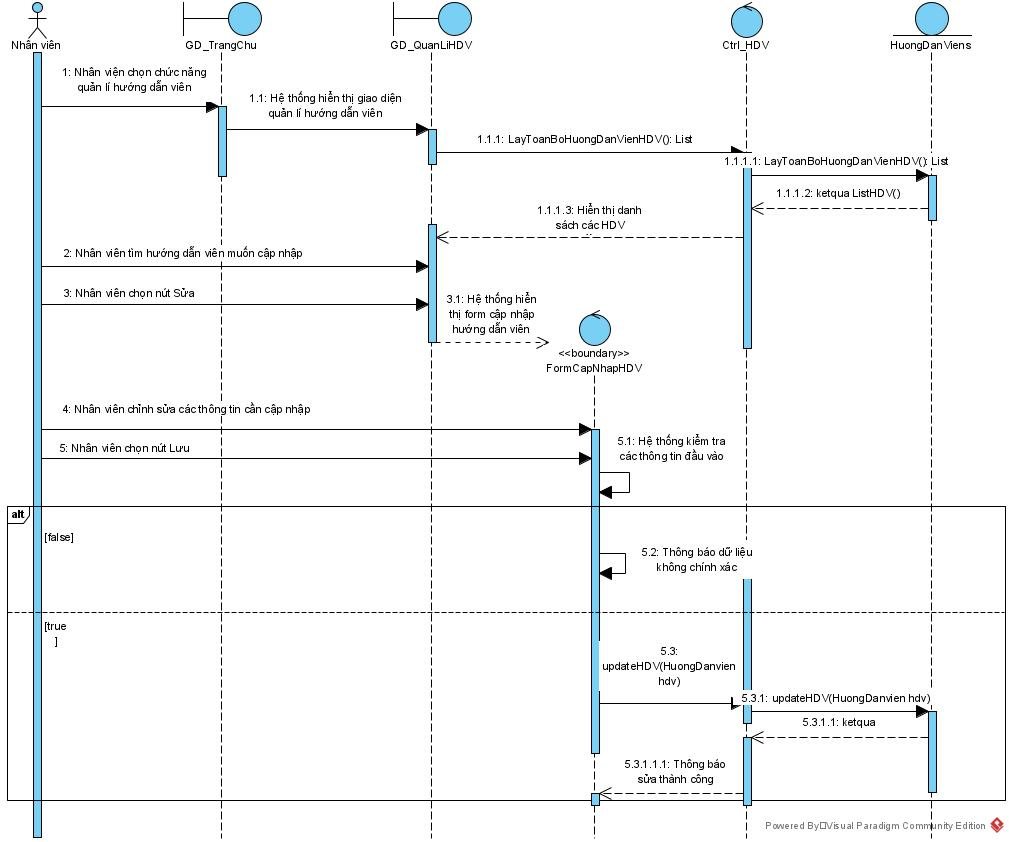 Nhân viên
GD_TrangChu
GD_QuanLiHDV
Ctrl_HDV
HuongDanViens
1: Nhân viện chọn chức năng
quản lí hướng dẫn viên
1.1: Hệ thống hiển thị giao diện
quản lí hướng dẫn viên
1.1.1: LayToanBoHuongDanVienHDV(): List
1.1.1.1: LayToanBoHuongDanVienHDV(): List
1.1.1.2: ketqua ListHDV()
1.1.1.3: Hiển thị danh
sách các HDV
2: Nhân viên tìm hướng dẫn viên muốn cập nhập
3: Nhân viên chọn nút Sửa
3.1: Hệ thống hiển
thị form cập nhập
hướng dẫn viên
<<boundary>>
FormCapNhapHDV
4: Nhân viên chỉnh sửa các thông tin cần cập nhập
5: Nhân viên chọn nút Lưu
5.1: Hệ thống kiểm tra
các thông tin đầu vào
alt
[false]
5.2: Thông báo dữ liệu
không chính xác
[true
]
5.3:
updateHDV(HuongDanvien
hdv)
5.3.1: updateHDV(HuongDanvien hdv)
5.3.1.1: ketqua
5.3.1.1.1: Thông báo
sửa thành công
Powered By Visual Paradigm Community Edition